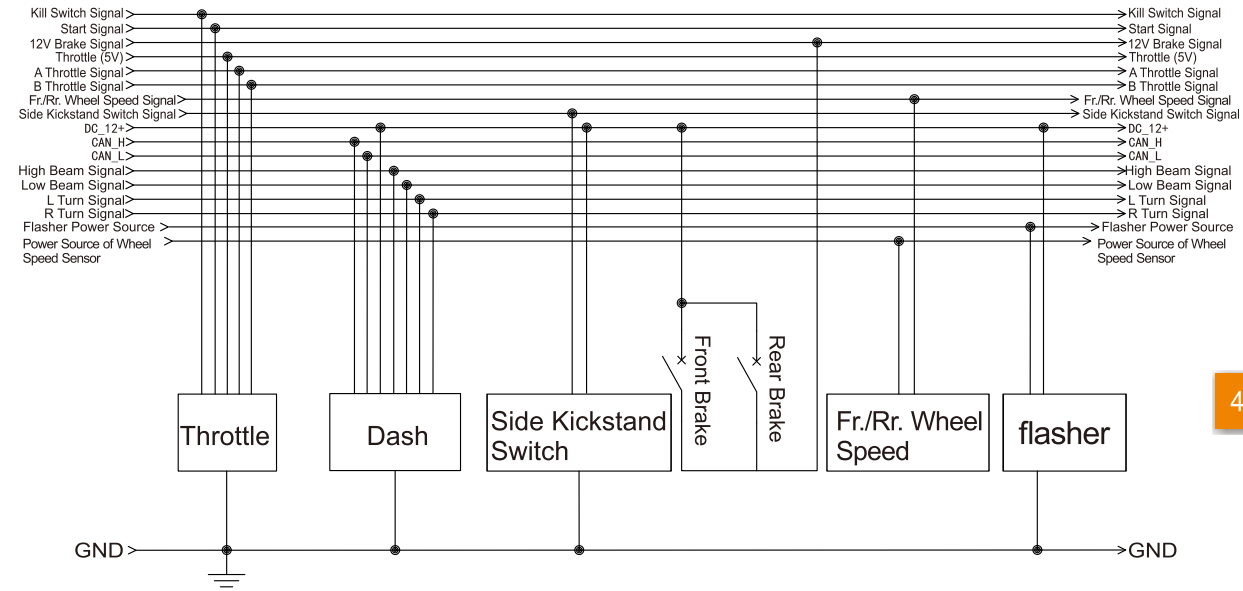 Kill Switch Signal
Start Signal
12V Brake Signal
Throttle (5V)
A Throttle Signal
B Throttle Signal
Fr./Rr. Wheel Speed Signal
Side Kickstand Switch Signal
DC_12+
CAN_H
CAN_L
High Beam Signal
Low Beam Signal
L Turn Signal
R Turn Signal
Flasher Power Source
Power Source of Wheel
Speed Sensor
Kill Switch Signal
Start Signal
12V Brake Signal
Throttle (5V)
A Throttle Signal
B Throttle Signal
Fr./Rr. Wheel Speed Signal
Side Kickstand Switch Signal
DC_12+
CAN_H
CAN_L
High Beam Signal
Low Beam Signal
L Turn Signal
R Turn Signal
Flasher Power Source
Power Source of Wheel
Speed Sensor
Throttle
Dash
Side Kickstand
Switch
Front Brake
Rear Brake
Fr./Rr. Wheel
Speed
flasher
4
GND
GND